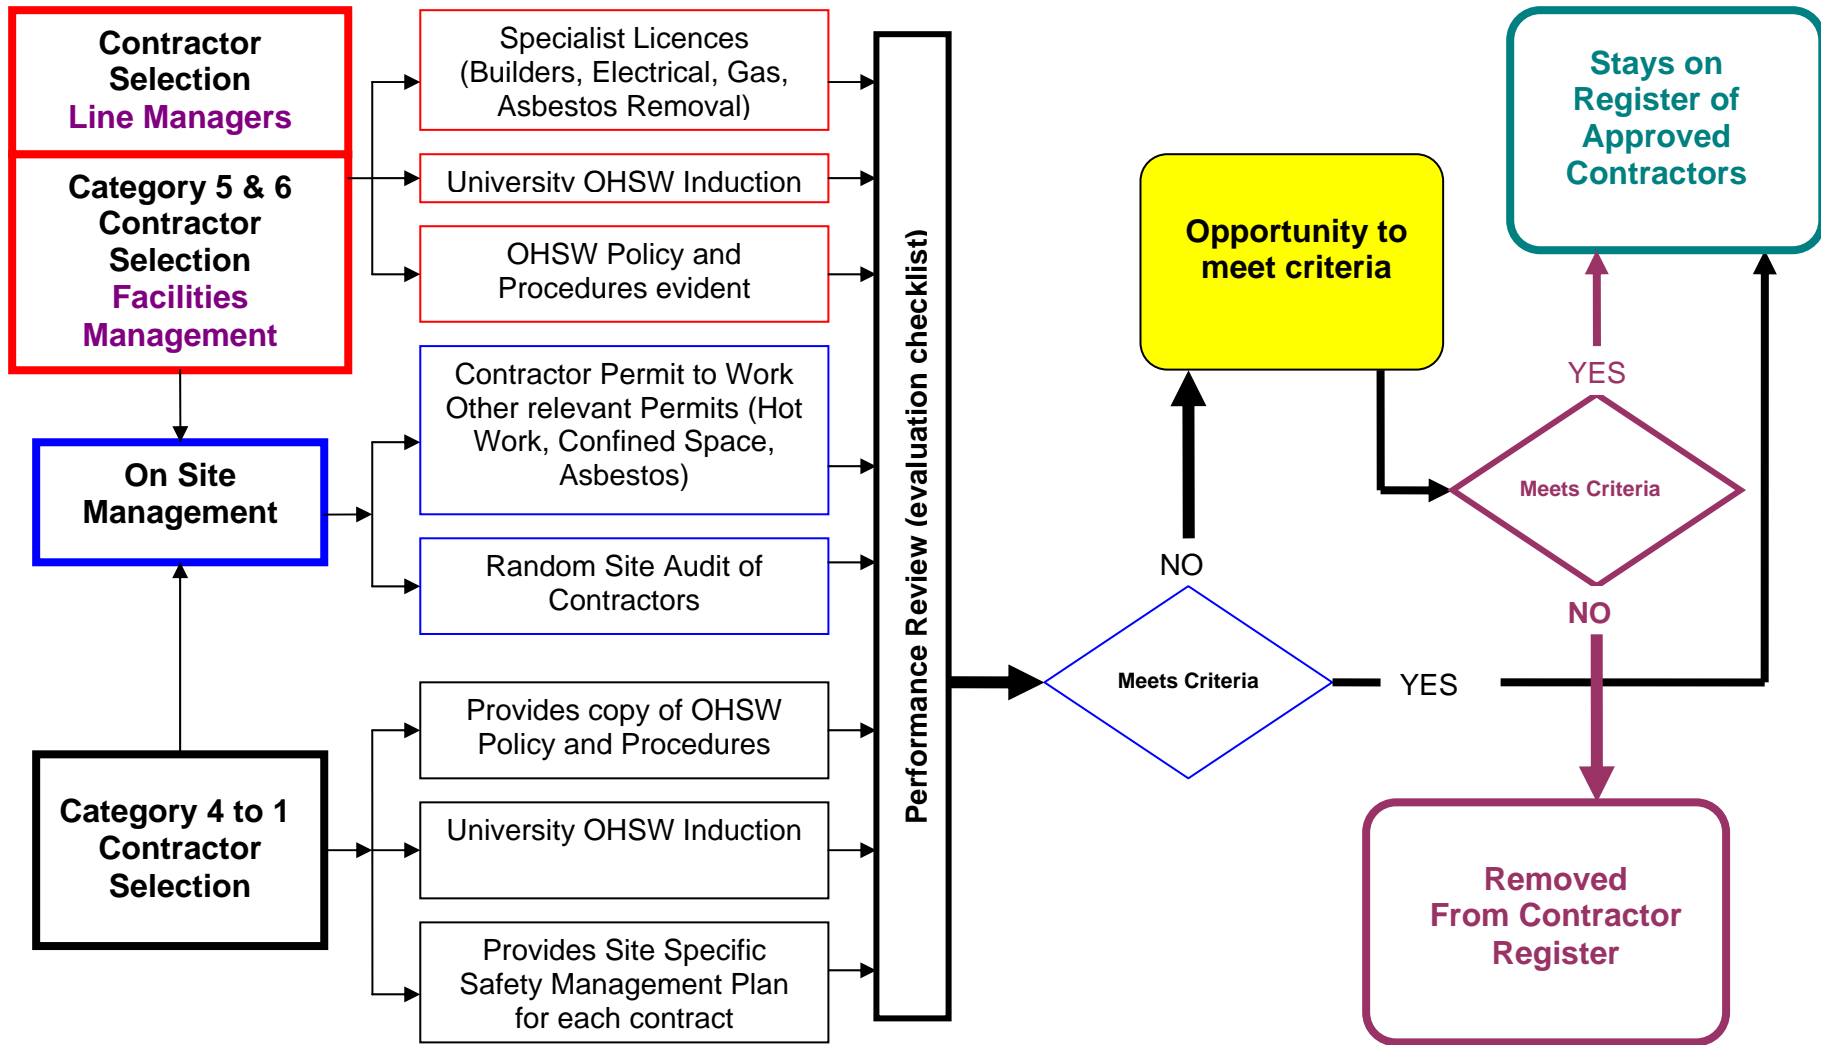 Contractor
Selection
Line Managers
Category 5 & 6
Contractor
Selection
Facilities
Management
On Site
Management
Category 4 to 1
Contractor
Selection
Specialist Licences
(Builders, Electrical, Gas,
Asbestos Removal)
University OHSW Induction
OHSW Policy and
Procedures evident
Contractor Permit to Work
Other relevant Permits (Hot
Work, Confined Space,
Asbestos)
Random Site Audit of
Contractors
Provides copy of OHSW
Policy and Procedures
University OHSW Induction
Provides Site Specific
Safety Management Plan
for each contract
Performance Review (evaluation checklist)
Opportunity to
meet criteria
NO
Meets Criteria
YES
Stays on
Register of
Approved
Contractors
YES
Meets Criteria
NO
Removed
From Contractor
Register